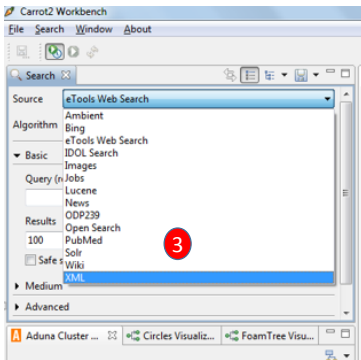 Carrot2 Workbench
File Search Window About
Search
Source eTools Web Search
Algorithm
Ambient
Bing
eTools Web Search
IDOL Search
Images
Jobs
Lucene
News
ODP239
Open Search
PubMed
Solr
Wiki
XML
Basic
Query (r
Results
100
Safe s
3
Medium
Advanced
Aduna Cluster ... Circles Visualiz... FoamTree Visu...